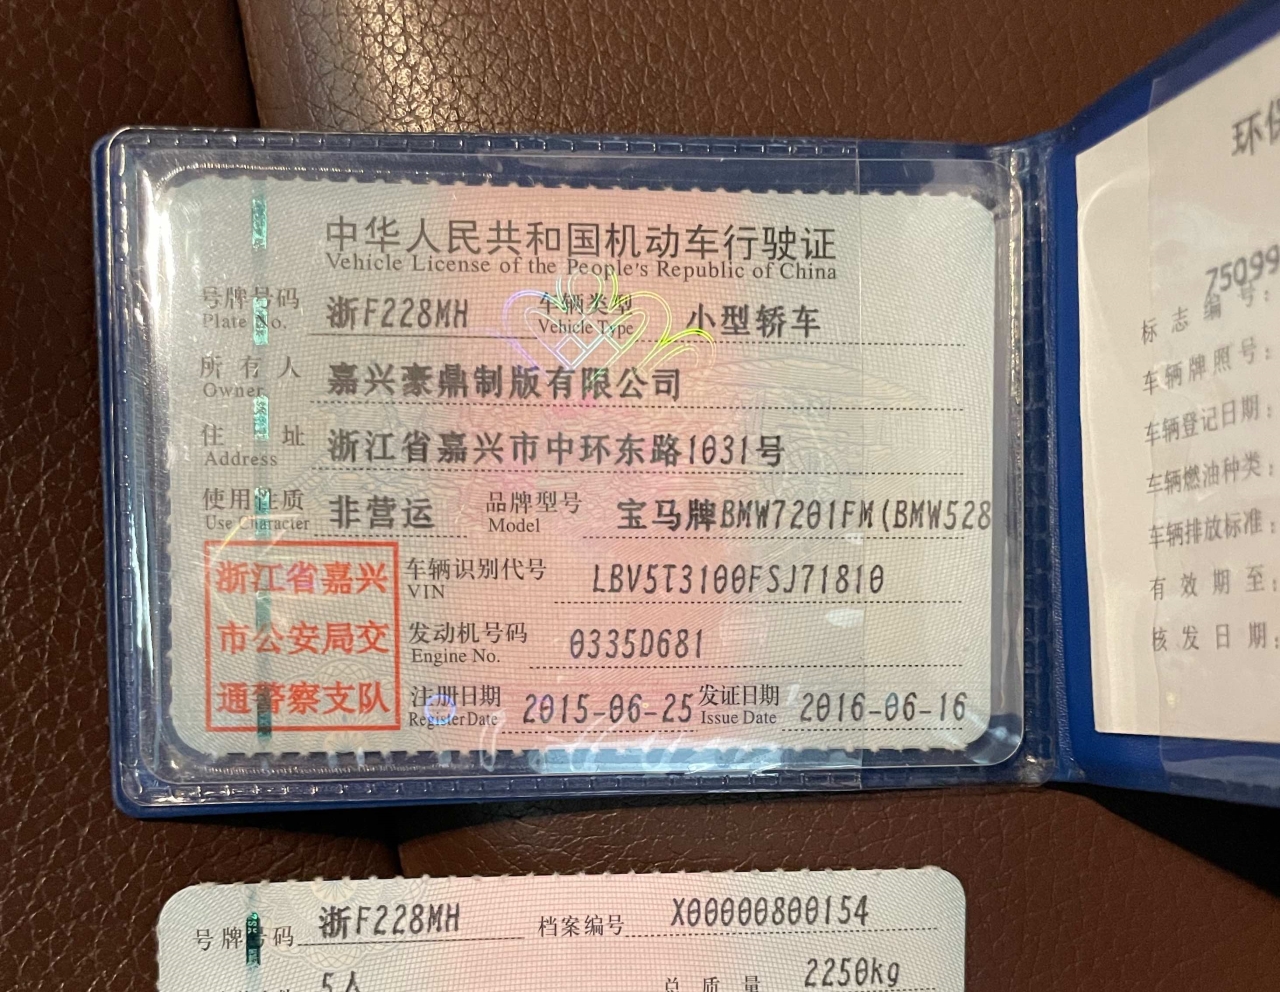 中华人民共和国机动车行驶证
Vehicle License of the People's Republic of China
号牌号码 浙F228MH 车辆类型 小型轿车
Plate No. Vehicle Type
所有人 嘉兴豪鼎制版有限公司
Owner
住址 浙江省嘉兴市中环东路1031号
Address
使用性质 非营运 品牌型号 宝马牌BMW7201FM(BMW528
Use Character Model
浙江省嘉兴
市公安局交
通警察支队
车辆识别代号 LBV5T3100FSJ71810
VIN
发动机号码 0335D681
Engine No.
注册日期 2015-06-25 发证日期 2016-06-16
Register Date Issue Date
号牌号码 浙F228MH 档案编号 X00000800154
5人 总质量 2250kg
环保
75099
标志编号:
车辆牌照号:
车辆登记日期:
车辆燃油种类:
车辆排放标准:
有效期至:
核发日期: